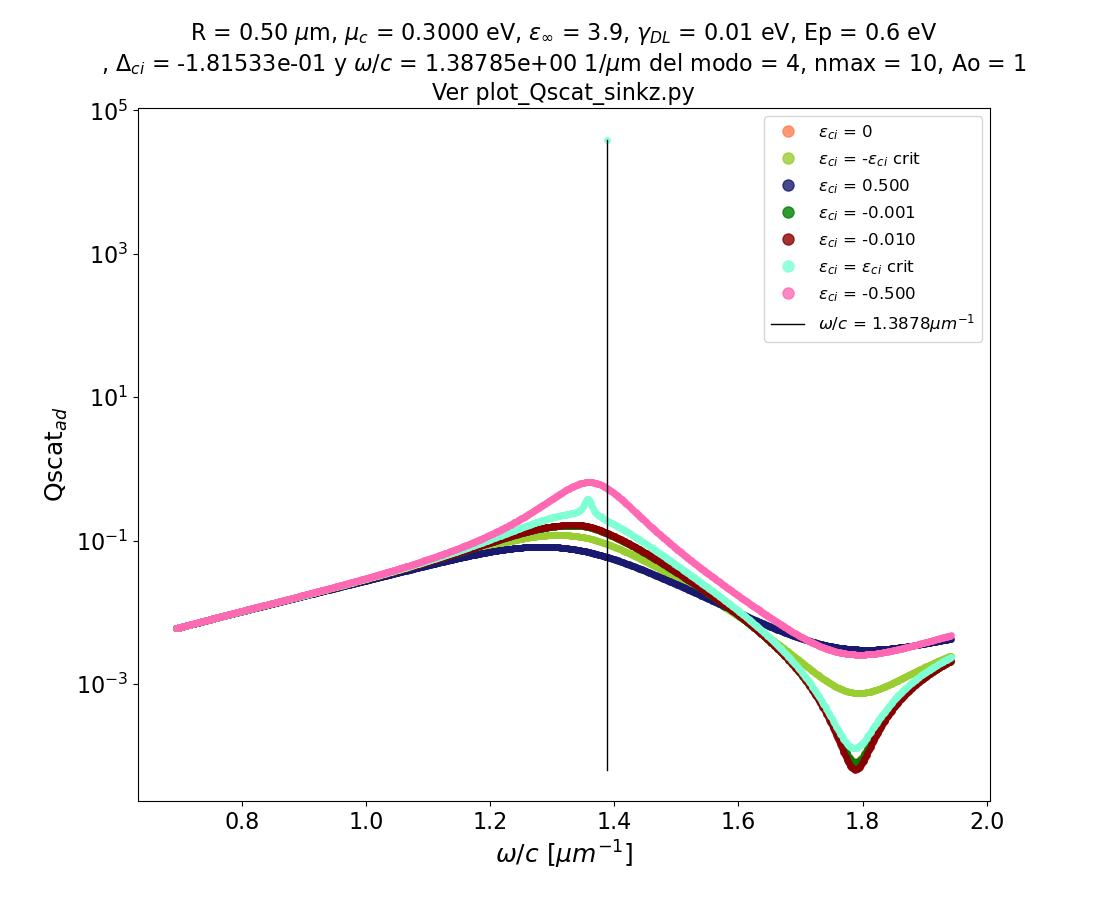 R = 0.50 μm, μ_c = 0.3000 eV, ε_∞ = 3.9, γ_DL = 0.01 eV, Ep = 0.6 eV
, Δ_ci = -1.81533e-01 y ω/c = 1.38785e+00 1/μm del modo = 4, nmax = 10, Ao = 1
Ver plot_Qscat_sinkz.py
10^5
10^3
10^1
10^−1
10^−3
Qscat_ad
ε_ci = 0
ε_ci = -ε_ci crit
ε_ci = 0.500
ε_ci = -0.001
ε_ci = -0.010
ε_ci = ε_ci crit
ε_ci = -0.500
ω/c = 1.3878μm^−1
0.8 1.0 1.2 1.4 1.6 1.8 2.0
ω/c [μm^−1]